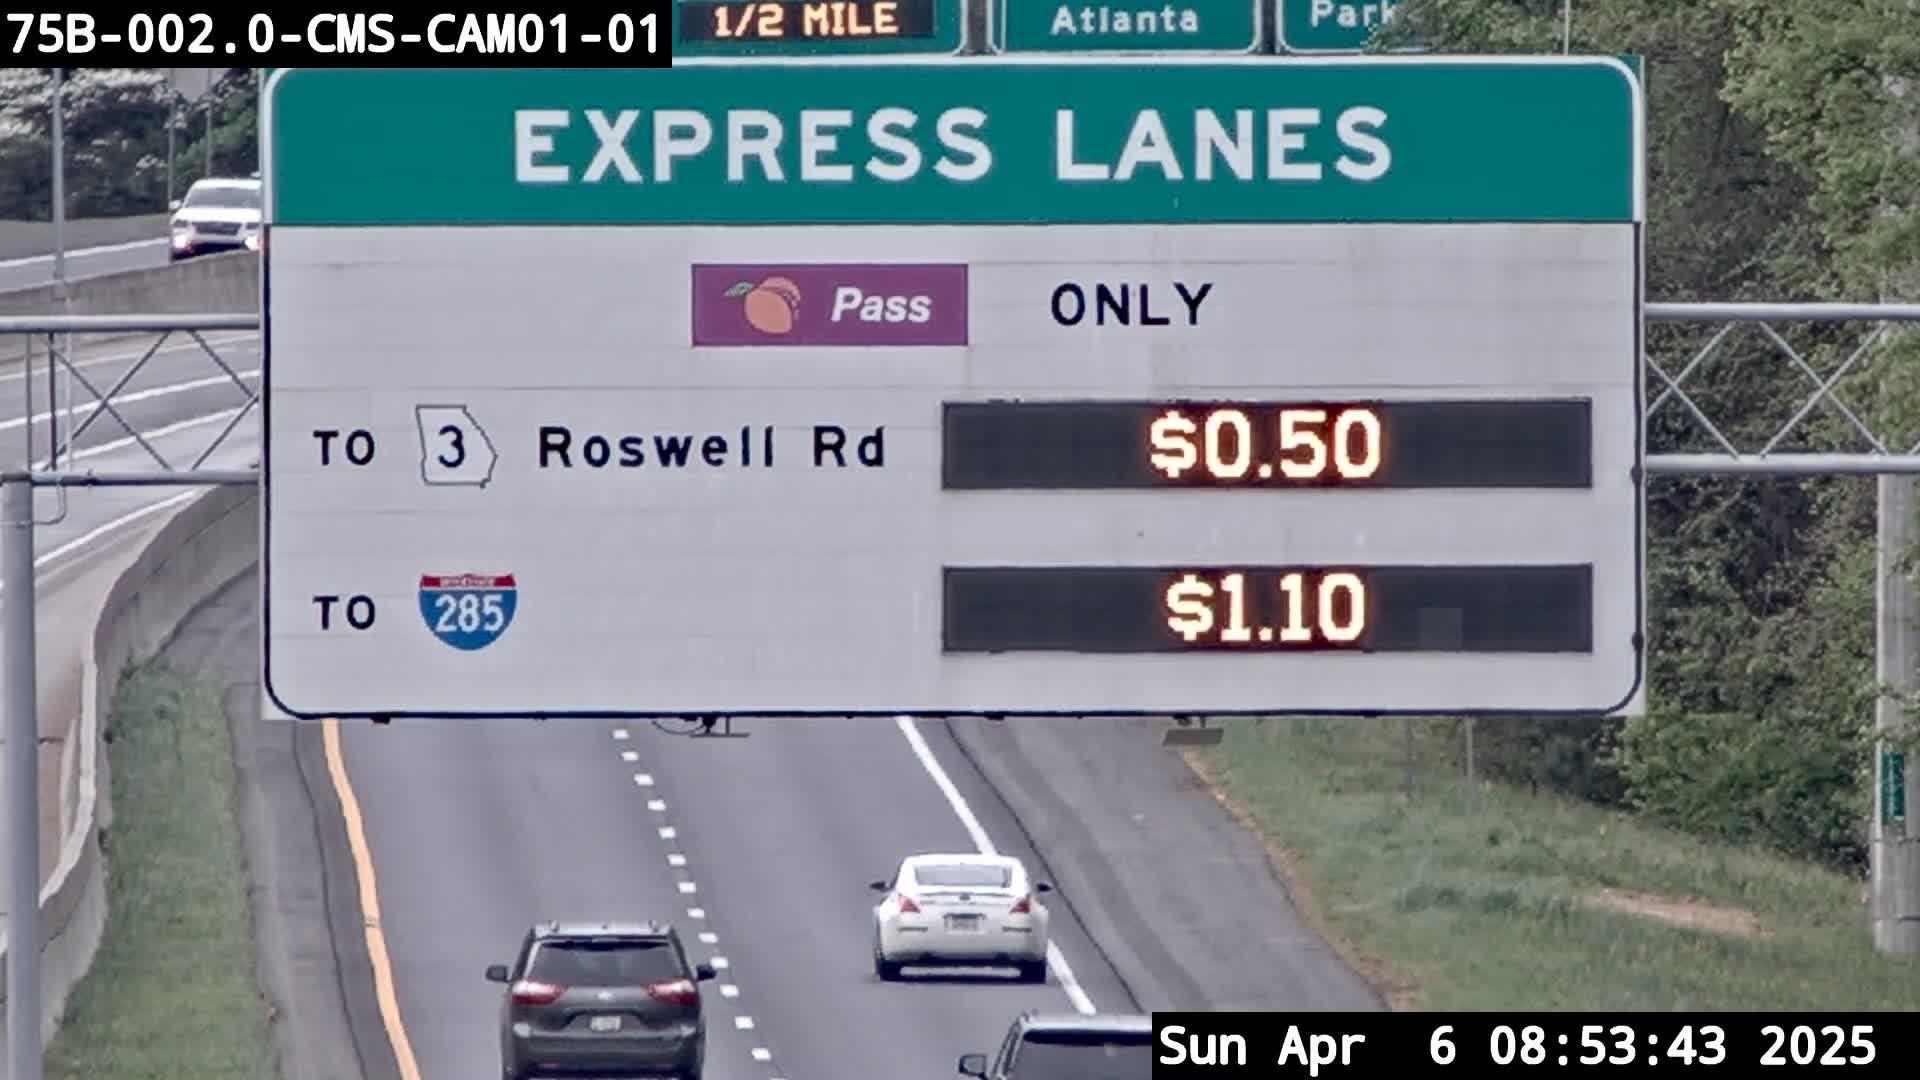 75B-002.0-CMS-CAM01-01
1/2 MILE
Atlanta
Park
EXPRESS LANES
Pass ONLY
TO 3 Roswell Rd $0.50
TO 285 $1.10
Sun Apr 6 08:53:43 2025